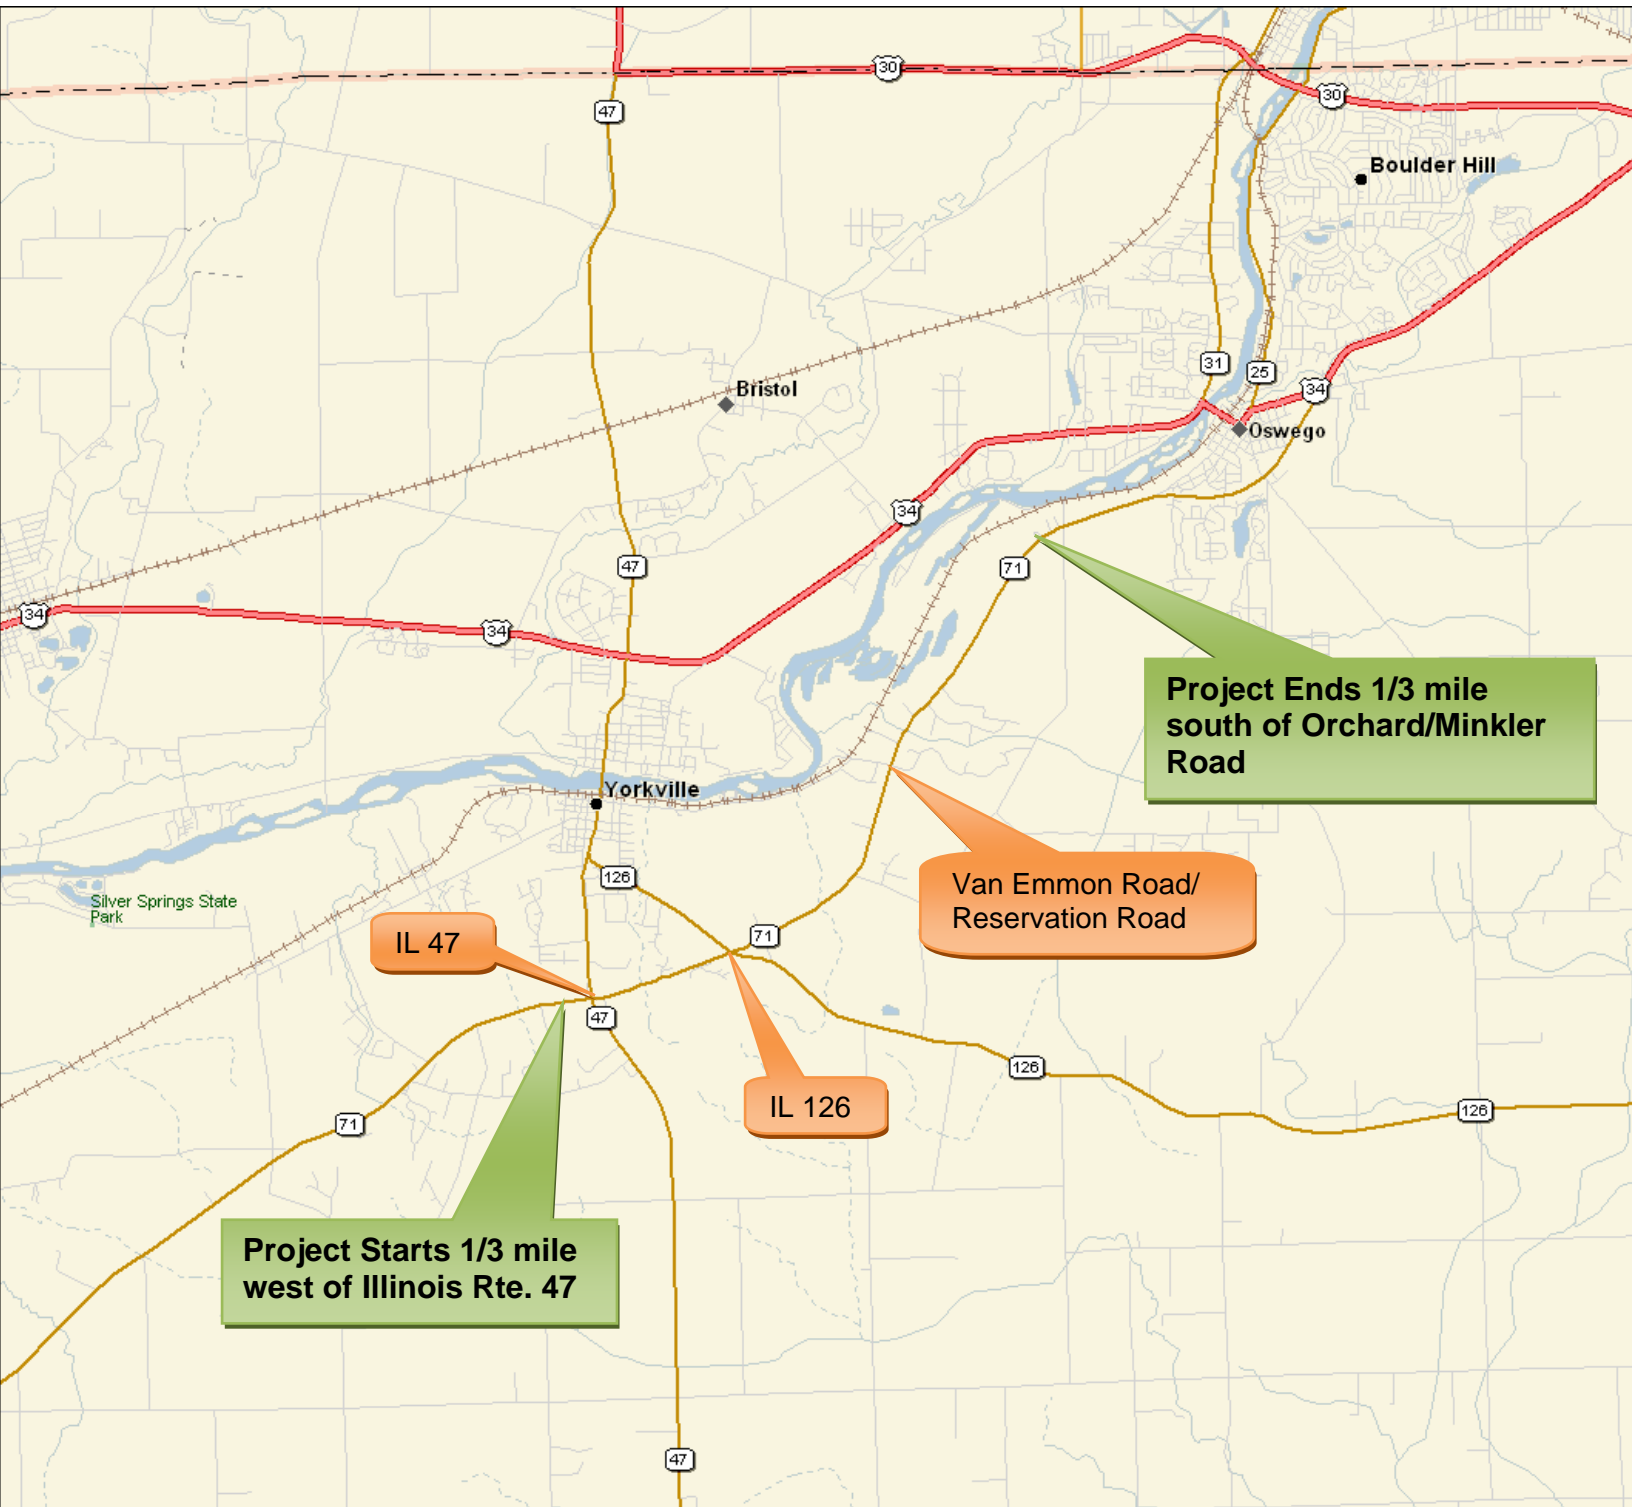 30
47
30
Boulder Hill
31
25
34
Bristol
Oswego
34
47
71
34
34
Project Ends 1/3 mile
south of Orchard/Minkler
Road
Yorkville
126
Van Emmon Road/
Reservation Road
Silver Springs State
Park
IL 47
71
47
126
IL 126
126
71
Project Starts 1/3 mile
west of Illinois Rte. 47
47